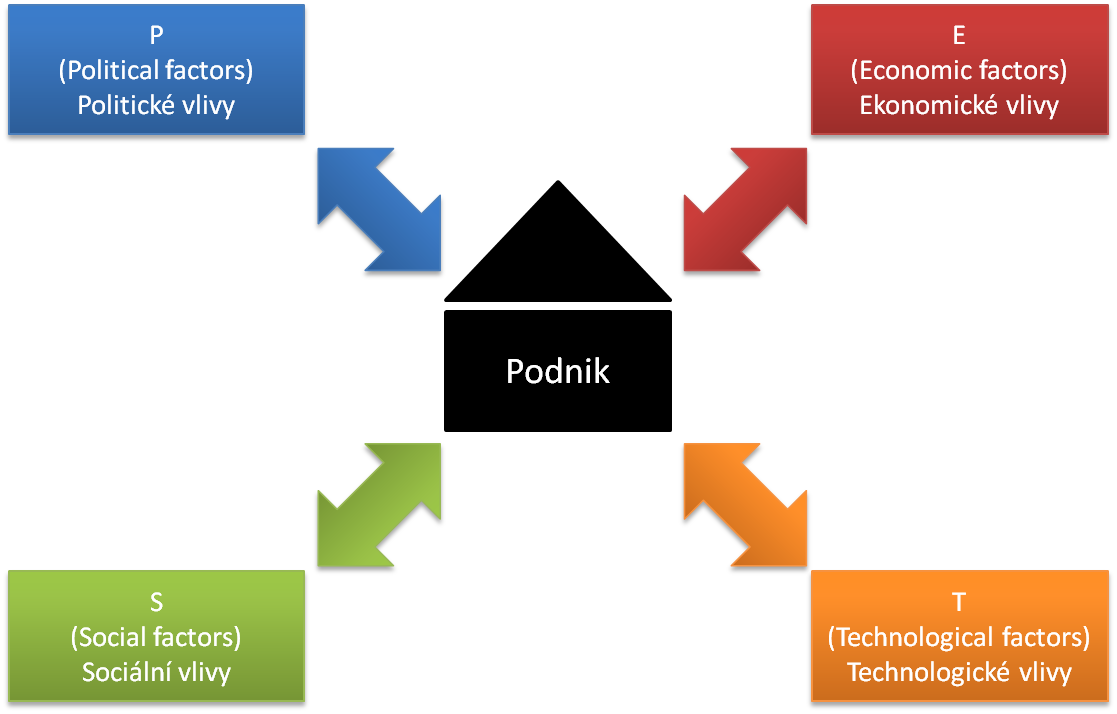 P
(Political factors)
Politické vlivy
E
(Economic factors)
Ekonomické vlivy
Podnik
S
(Social factors)
Sociální vlivy
T
(Technological factors)
Technologické vlivy